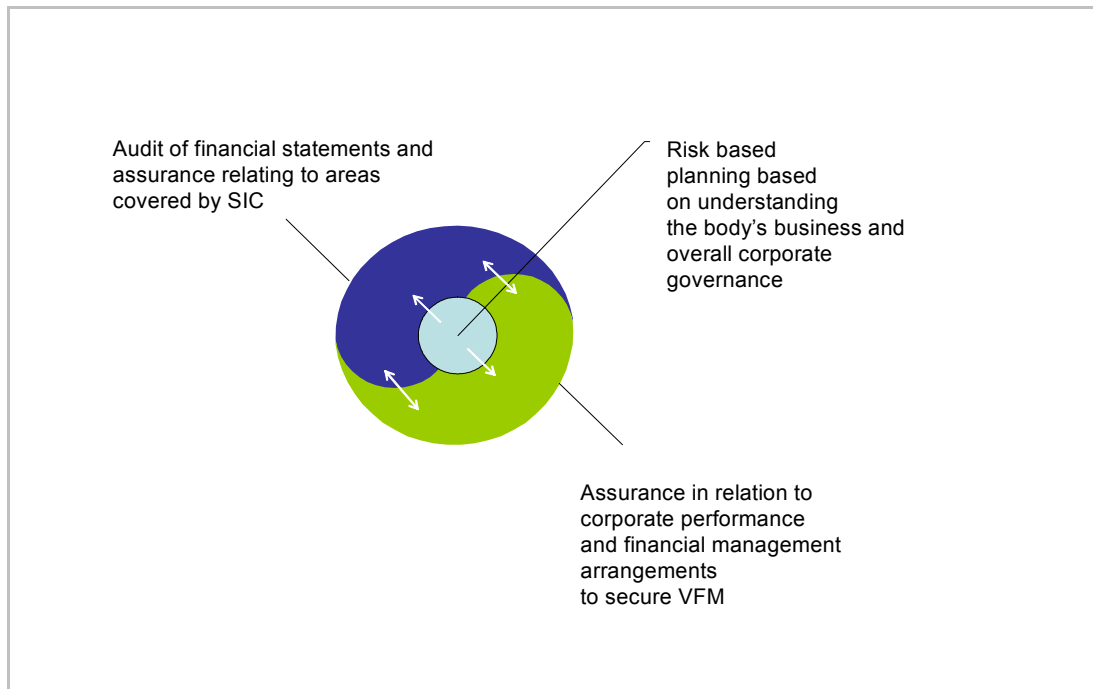 Audit of financial statements and
assurance relating to areas
covered by SIC
Risk based
planning based
on understanding
the body's business and
overall corporate
governance
Assurance in relation to
corporate performance
and financial management
arrangements
to secure VFM